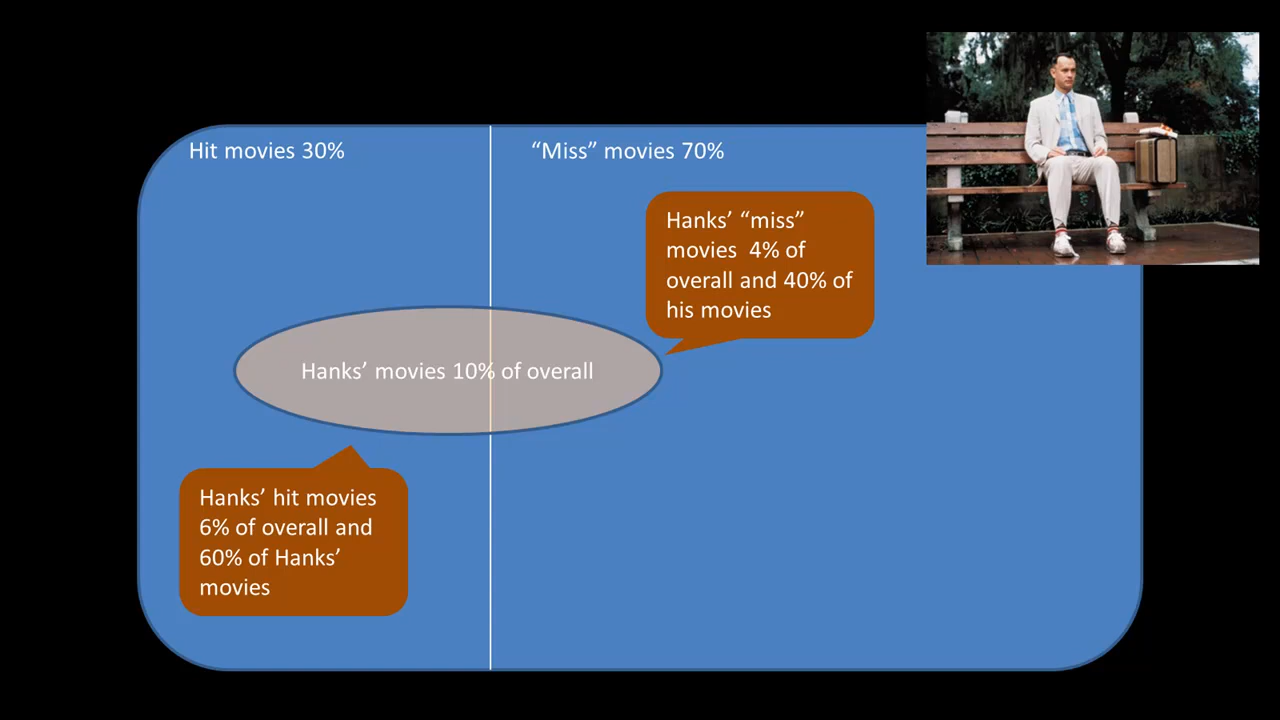 Hit movies 30%
“Miss” movies 70%
Hanks’ “miss”
movies 4% of
overall and 40% of
his movies
Hanks’ movies 10% of overall
Hanks’ hit movies
6% of overall and
60% of Hanks’
movies